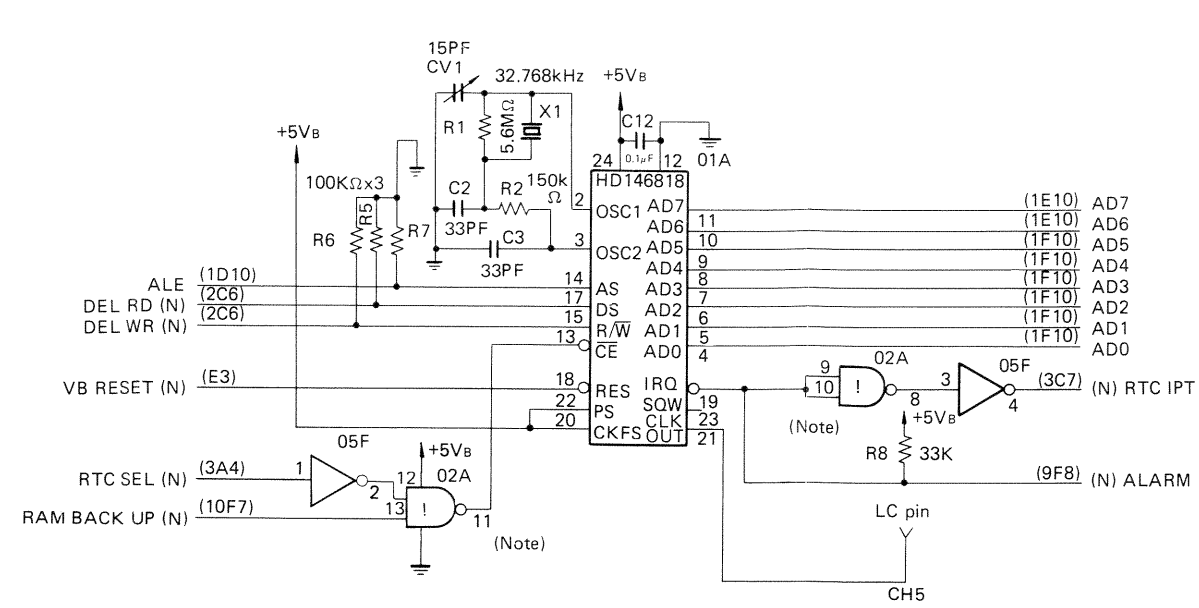 15PF
CV1
32.768kHz
+5VB
R1
5.6MΩ
X1
C12
0.1μF
01A
+5VB
100KΩx3
R6
R5
R7
C2
33PF
R2
150k
Ω
C3
33PF
24
12
HD146818
2
OSC1
3
OSC2
14
AS
17
DS
15
R/W̅
13
C̅E̅
18
RES
22
PS
20
CKFS
AD7
11
AD6
10
AD5
9
AD4
8
AD3
7
AD2
6
AD1
5
AD0
4
IRQ
19
SQW
23
CLK
OUT
21
ALE (1D10)
DEL RD (N) (2C6)
DEL WR (N) (2C6)
VB RESET (N) (E3)
RTC SEL (N) (3A4)
RAM BACK UP (N) (10F7)
05F
1
2
+5VB
02A
12
13
!
11
(Note)
(1E10) AD7
(1E10) AD6
(1F10) AD5
(1F10) AD4
(1F10) AD3
(1F10) AD2
(1F10) AD1
(1F10) AD0
02A
9
10
!
8
(Note)
05F
3
4
(3C7) (N) RTC IPT
+5VB
R8
33K
(9F8) (N) ALARM
LC pin
CH5